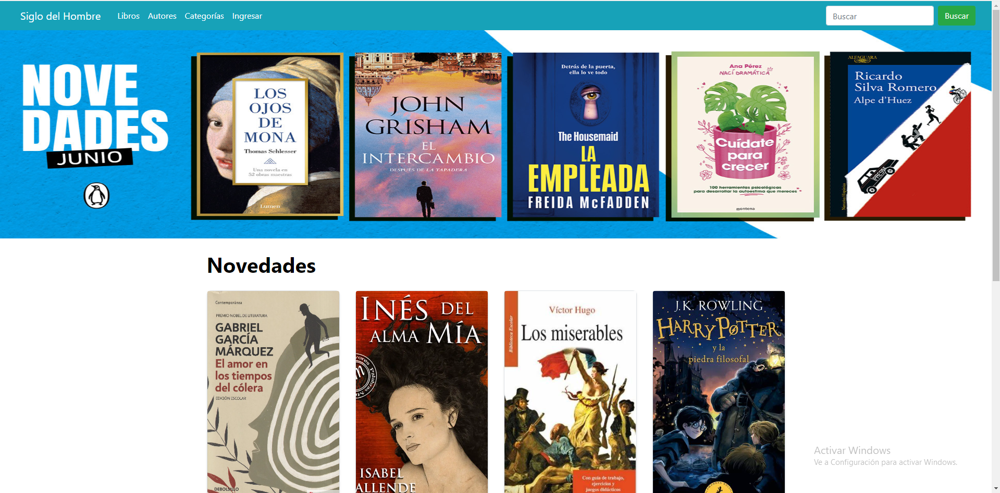 Siglo del Hombre
Libros
Autores
Categorías
Ingresar
Buscar
Buscar
NOVE
DADES
JUNIO
LOS
OJOS
DE
MONA
Thomas Schlesser
Una novela en
52 obras maestras
Lumen
JOHN
GRISHAM
EL
INTERCAMBIO
DESPUÉS DE LA TAPADERA
Detrás de la puerta,
ella lo ve todo
The Housemaid
LA
EMPLEADA
FREIDA McFADDEN
Ana Pérez
NACÍ DRAMÁTICA
Cuídate
para
crecer
100 herramientas psicológicas
para desarrollar la autoestima que mereces
montena
ALFAGUARA
Ricardo
Silva Romero
Alpe d'Huez
PRESSE
Narrativa Hispánica
Novedades
Contemporánea
PREMIO NOBEL DE LITERATURA
GABRIEL
GARCÍA
MÁRQUEZ
El amor en
los tiempos
del cólera
EDICIÓN ESCOLAR
DEBOLSILLO
INÉS DEL
ALMA MÍA
ISABEL
ALLENDE
Biblioteca Escolar
Víctor Hugo
Los miserables
Con guía de trabajo,
ejercicios y
juegos didácticos
J.K. ROWLING
HARRY POTTER
y la
piedra filosofal
Activar Windows
Ve a Configuración para activar Windows.